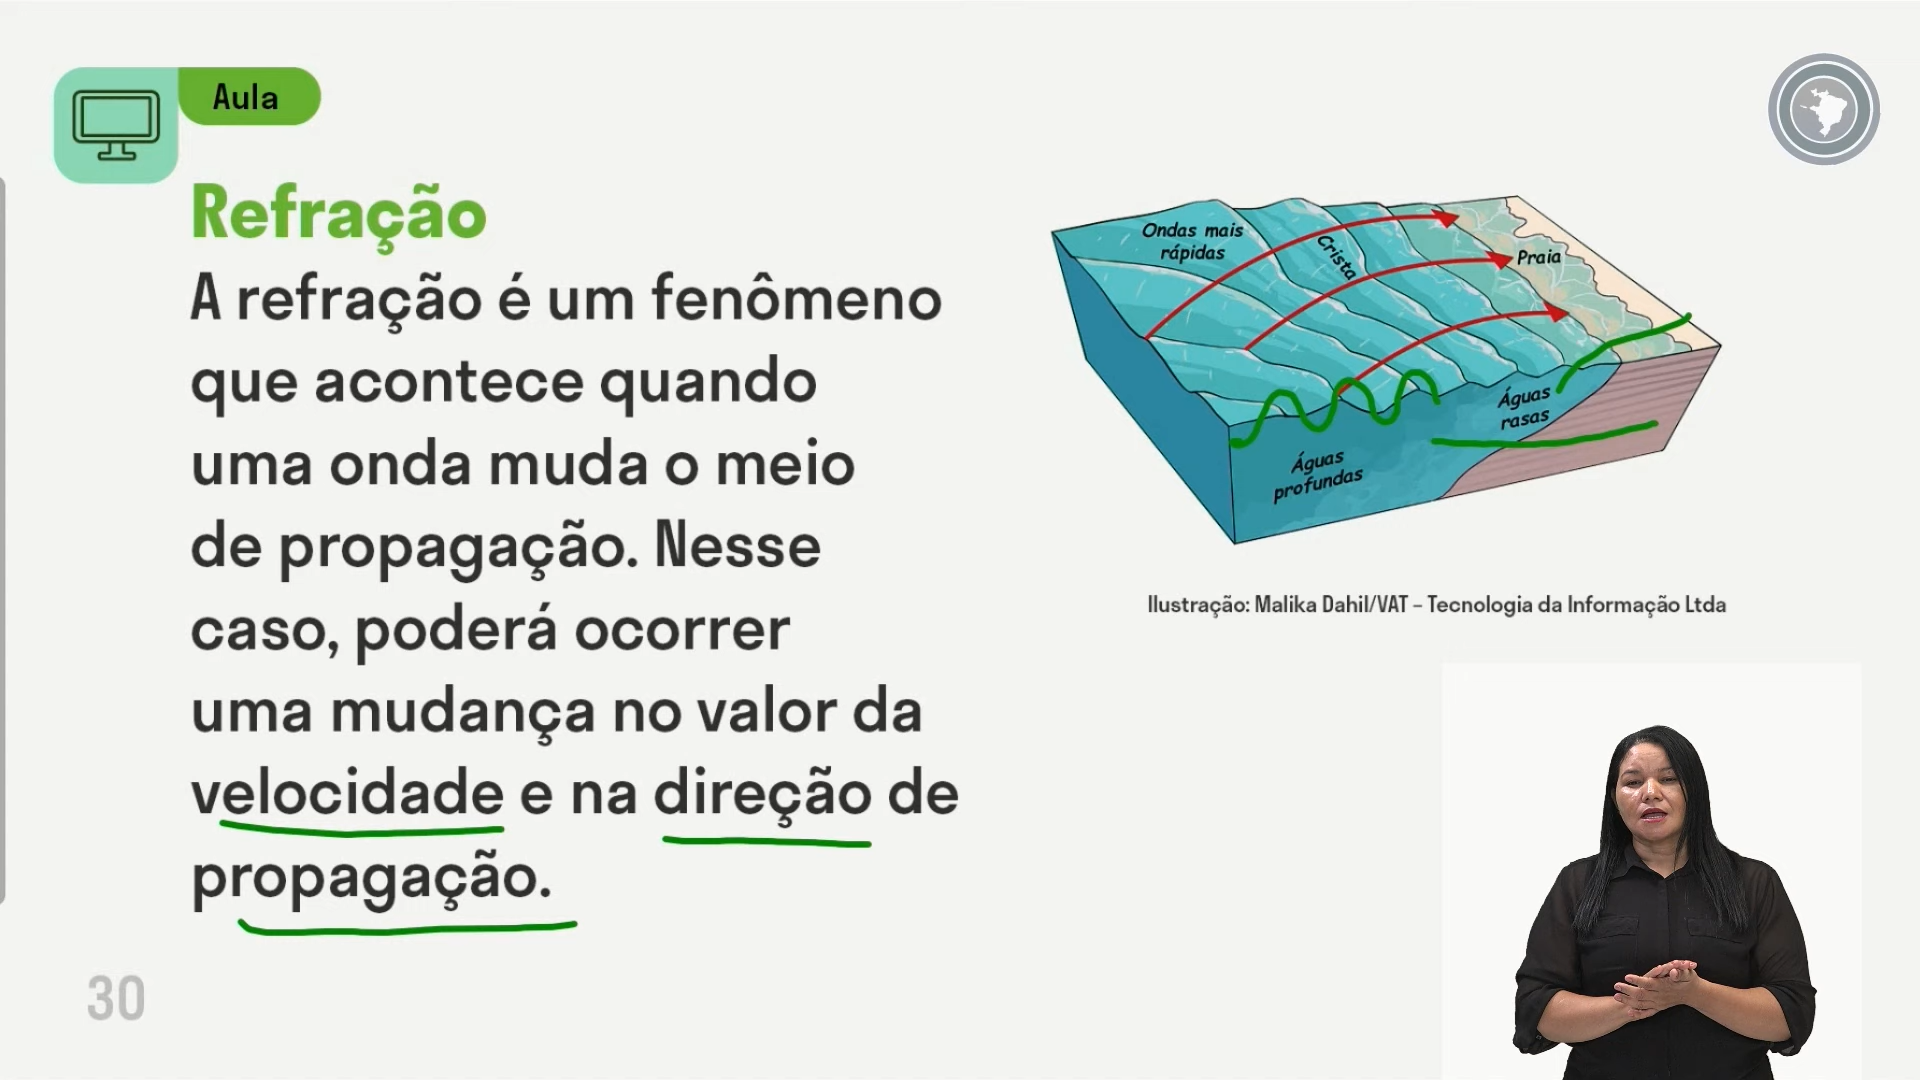 Aula
Refração
A refração é um fenômeno
que acontece quando
uma onda muda o meio
de propagação. Nesse
caso, poderá ocorrer
uma mudança no valor da
velocidade e na direção de
propagação.
Ondas mais
rápidas
Crista
Praia
Águas
rasas
Águas
profundas
Ilustração: Malika Dahil/VAT – Tecnologia da Informação Ltda
30